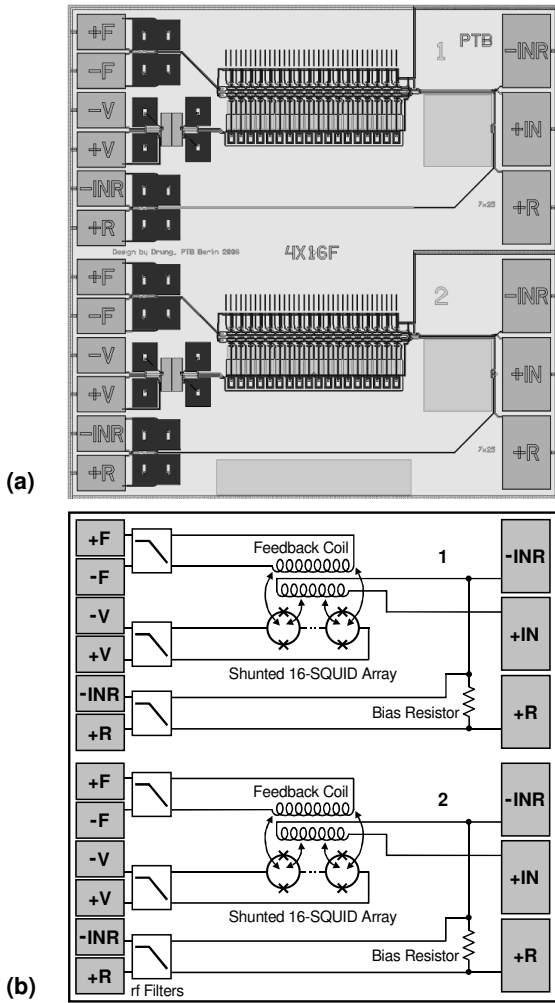 +F
-F
-V
+V
-INR
+R
1
PTB
-INR
+IN
+R
7x25
Design by Drung, PTB Berlin 2006
4X16F
+F
-F
-V
+V
-INR
+R
2
-INR
+IN
+R
7x25
(a)
+F
-F
-V
+V
-INR
+R
Feedback Coil
1
Shunted 16-SQUID Array
Bias Resistor
-INR
+IN
+R
+F
-F
-V
+V
-INR
+R
Feedback Coil
2
Shunted 16-SQUID Array
Bias Resistor
rf Filters
-INR
+IN
+R
(b)